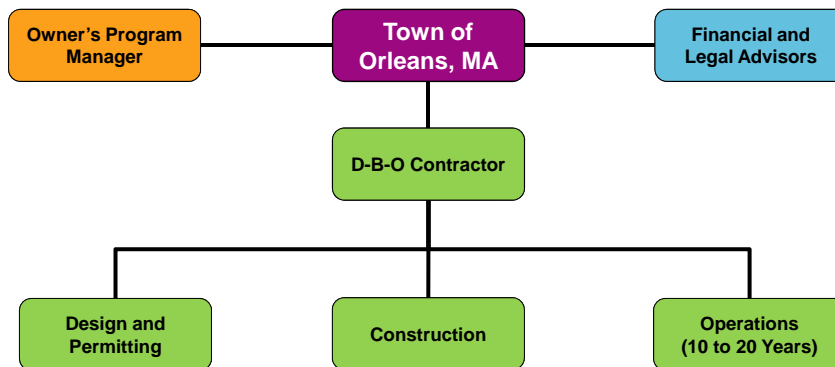 Owner's Program
Manager
Town of
Orleans, MA
Financial and
Legal Advisors
D-B-O Contractor
Design and
Permitting
Construction
Operations
(10 to 20 Years)